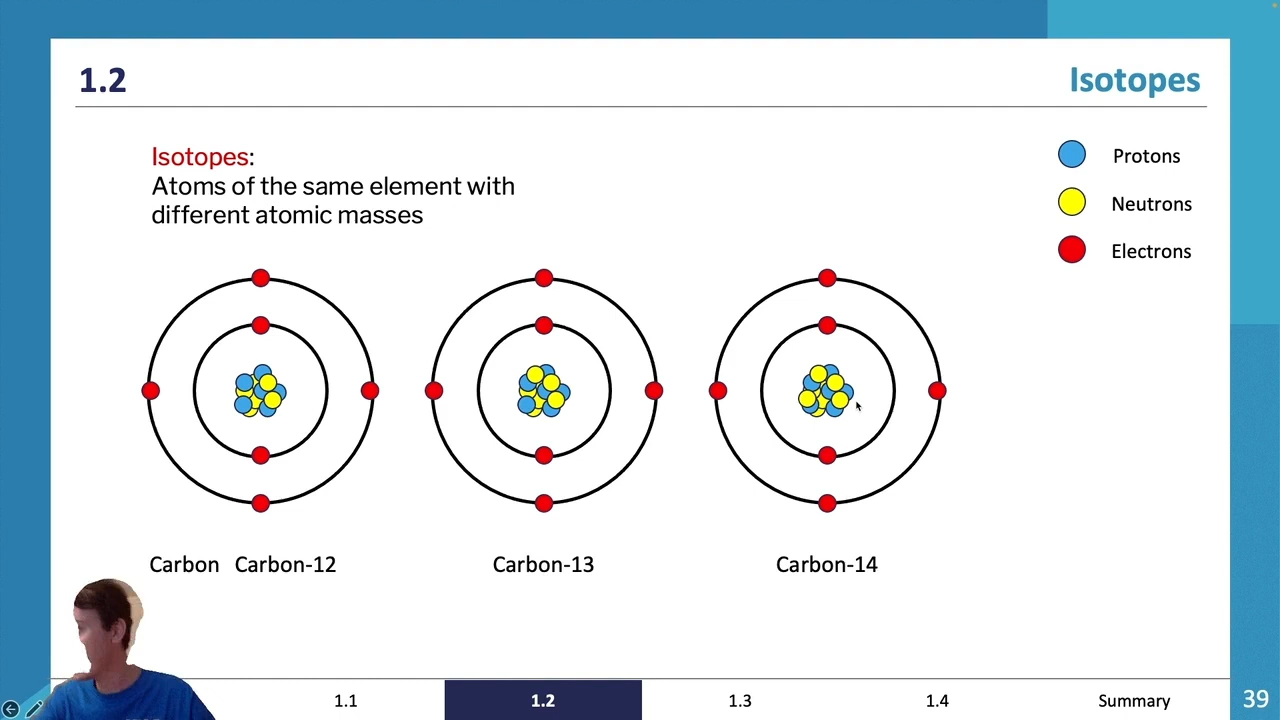 1.2
Isotopes
Isotopes:
Atoms of the same element with
different atomic masses
Protons
Neutrons
Electrons
Carbon Carbon-12
Carbon-13
Carbon-14
1.1
1.2
1.3
1.4
Summary
39